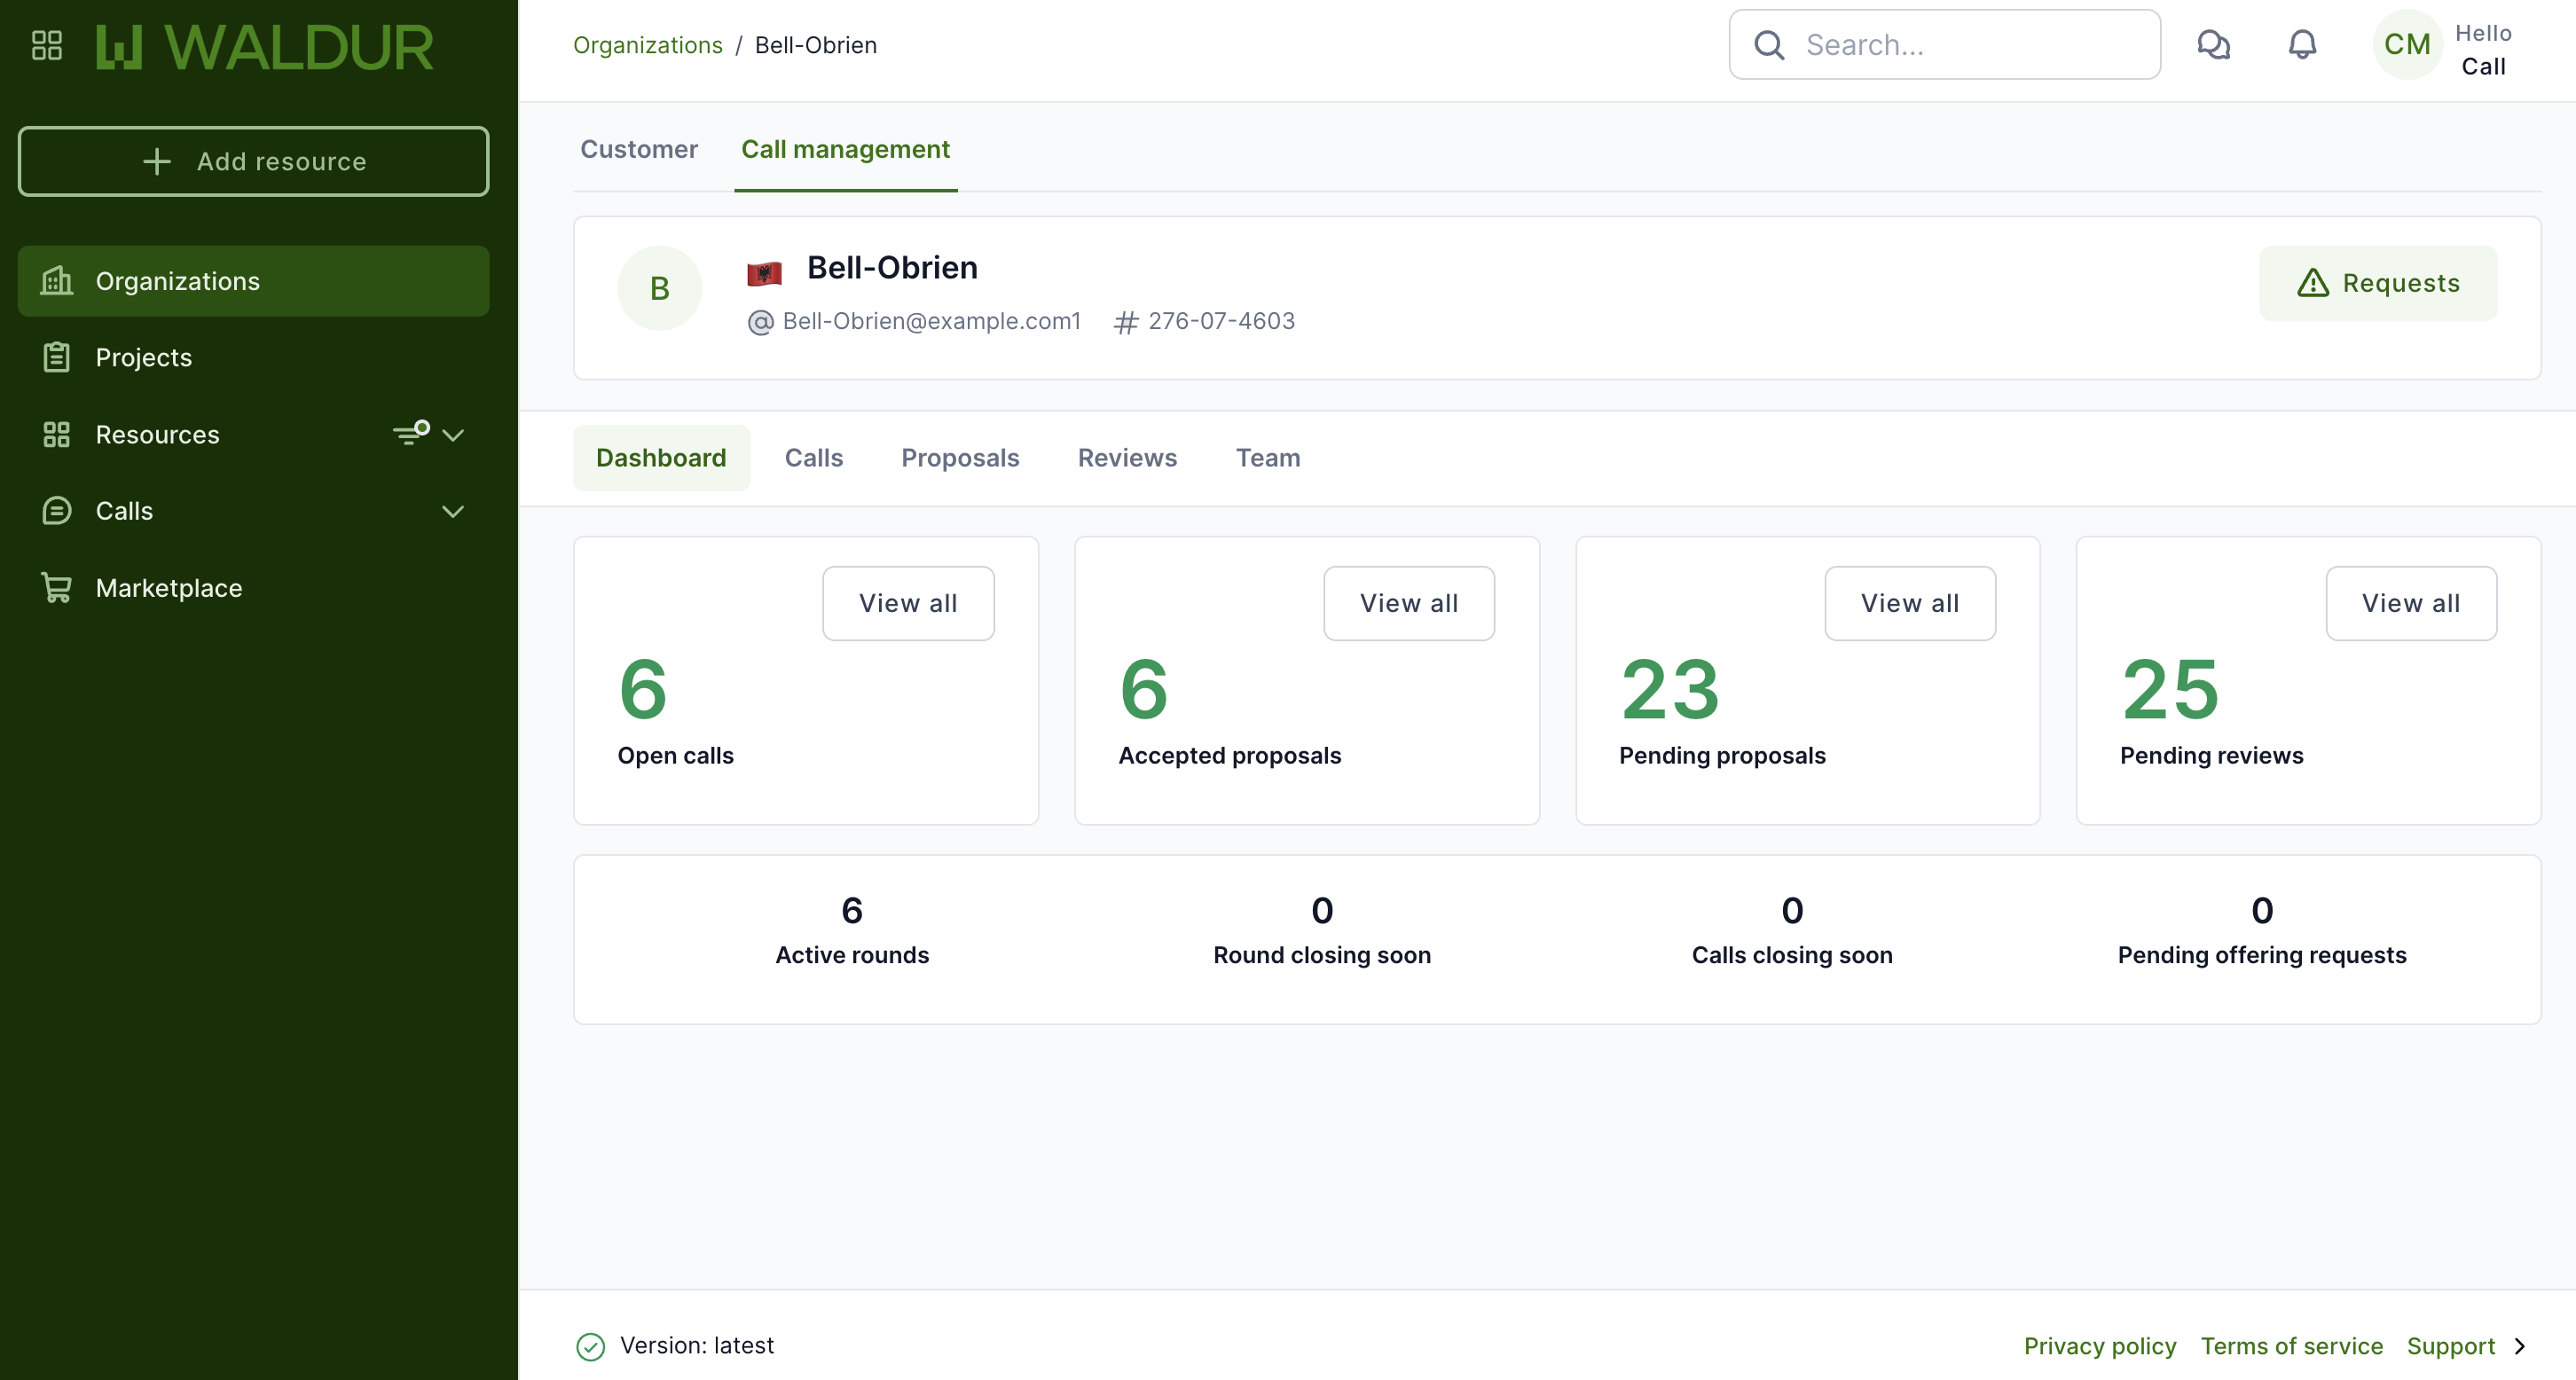 WALDUR
Add resource
Organizations
Projects
Resources
Calls
Marketplace
Organizations / Bell-Obrien
Search...
CM
Hello
Call
Customer
Call management
B
Bell-Obrien
@ Bell-Obrien@example.com1 # 276-07-4603
Requests
Dashboard
Calls
Proposals
Reviews
Team
View all
6
Open calls
View all
6
Accepted proposals
View all
23
Pending proposals
View all
25
Pending reviews
6
Active rounds
0
Round closing soon
0
Calls closing soon
0
Pending offering requests
Version: latest
Privacy policy
Terms of service
Support